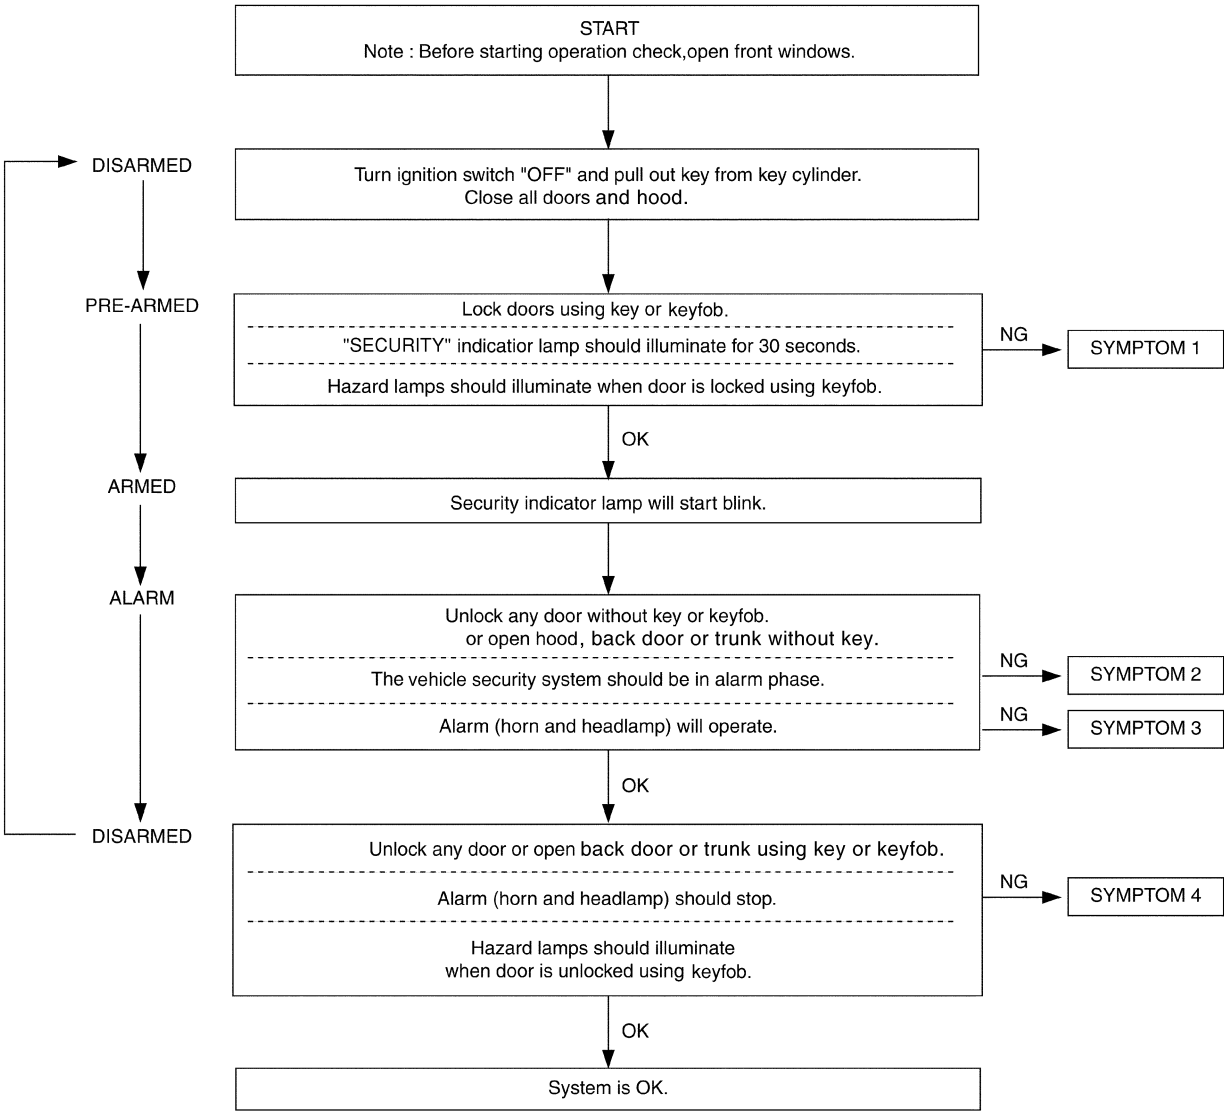 START
Note : Before starting operation check,open front windows.
DISARMED
Turn ignition switch "OFF" and pull out key from key cylinder.
Close all doors and hood.
PRE-ARMED
Lock doors using key or keyfob.
"SECURITY" indicatior lamp should illuminate for 30 seconds.
Hazard lamps should illuminate when door is locked using keyfob.
NG
SYMPTOM 1
OK
ARMED
Security indicator lamp will start blink.
ALARM
Unlock any door without key or keyfob.
or open hood, back door or trunk without key.
The vehicle security system should be in alarm phase.
NG
SYMPTOM 2
Alarm (horn and headlamp) will operate.
NG
SYMPTOM 3
OK
DISARMED
Unlock any door or open back door or trunk using key or keyfob.
Alarm (horn and headlamp) should stop.
NG
SYMPTOM 4
Hazard lamps should illuminate
when door is unlocked using keyfob.
OK
System is OK.